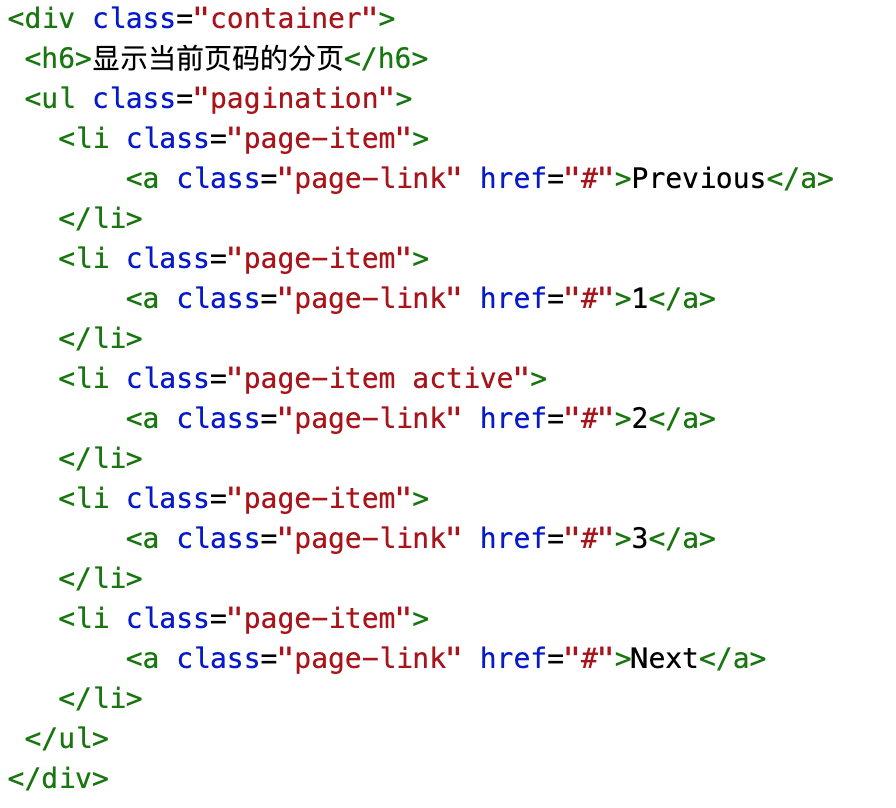 <div class="container">
<h6>显示当前页码的分页</h6>
<ul class="pagination">
<li class="page-item">
<a class="page-link" href="#">Previous</a>
</li>
<li class="page-item">
<a class="page-link" href="#">1</a>
</li>
<li class="page-item active">
<a class="page-link" href="#">2</a>
</li>
<li class="page-item">
<a class="page-link" href="#">3</a>
</li>
<li class="page-item">
<a class="page-link" href="#">Next</a>
</li>
</ul>
</div>